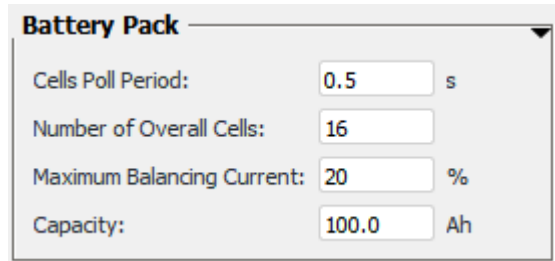 Battery Pack
Cells Poll Period: 0.5 s
Number of Overall Cells: 16
Maximum Balancing Current: 20 %
Capacity: 100.0 Ah